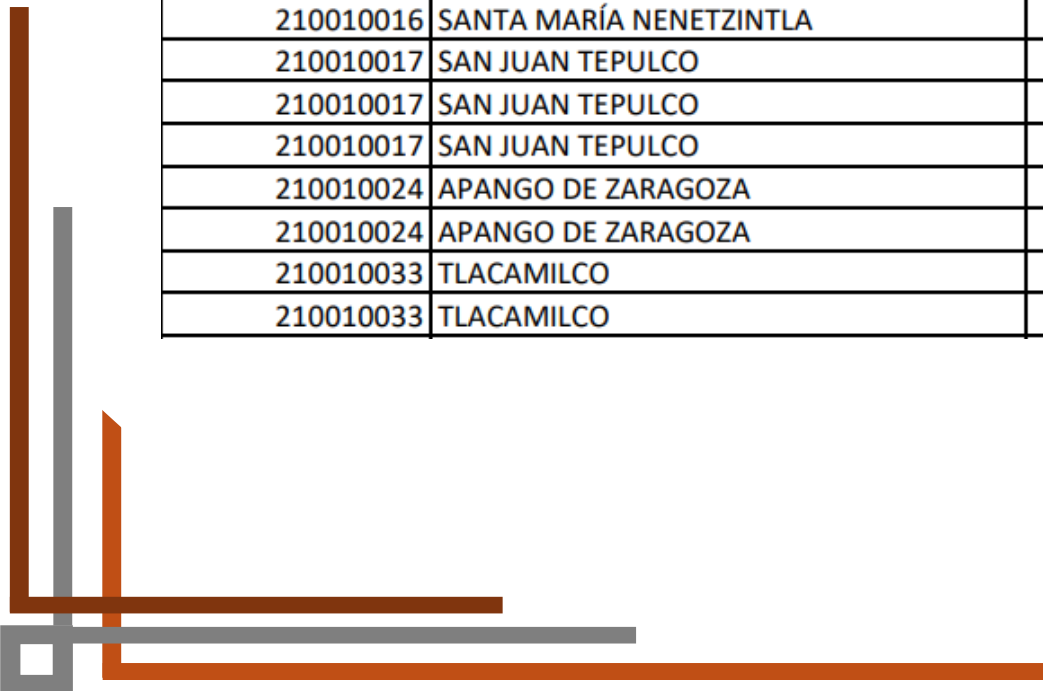 210010016 SANTA MARÍA NENETZINTLA
210010017 SAN JUAN TEPULCO
210010017 SAN JUAN TEPULCO
210010017 SAN JUAN TEPULCO
210010024 APANGO DE ZARAGOZA
210010024 APANGO DE ZARAGOZA
210010033 TLACAMILCO
210010033 TLACAMILCO